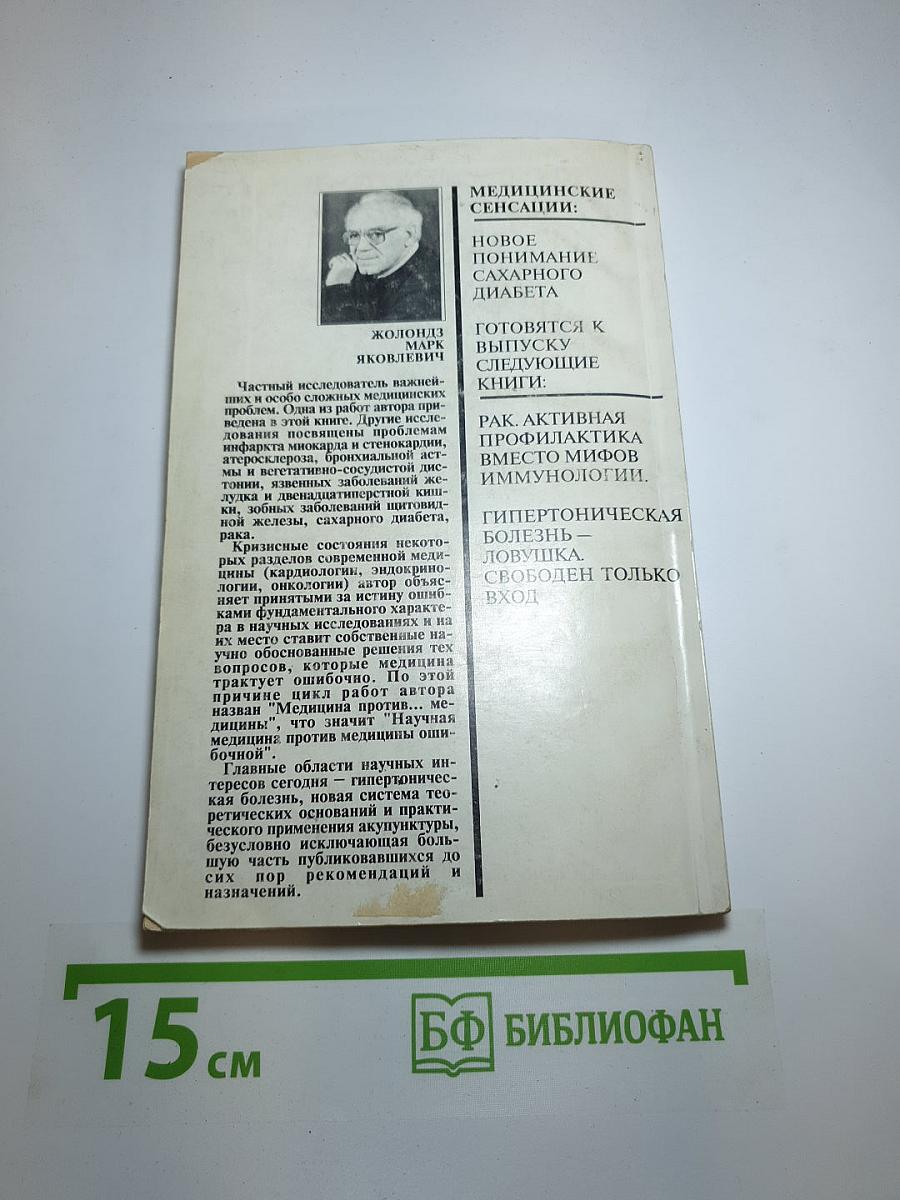 ЖОЛОНДЗ
МАРК
ЯКОВЛЕВИЧ
Частный исследователь важней-
ших и особо сложных медицинских
проблем. Одна из работ автора при-
ведена в этой книге. Другие иссле-
дования посвящены проблемам
инфаркта миокарда и стенокардии,
атеросклероза, бронхиальной аст-
мы и вегетативно-сосудистой дис-
тонии, язвенных заболеваний же-
лудка и двенадцатиперстной киш-
ки, зобных заболеваний щитовид-
ной железы, сахарного диабета,
рака.
Кризисные состояния некото-
рых разделов современной меди-
цины (кардиологии, эндокрино-
логии, онкологии) автор объяс-
няет принятыми за истину ошиб-
ками фундаментального характе-
ра в научных исследованиях и на
их место ставит собственные на-
учно обоснованные решения тех
вопросов, которые медицина
трактует ошибочно. По этой
причине цикл работ автора
назван "Медицина против... ме-
дицины", что значит "Научная
медицина против медицины оши-
бочной".
Главные области научных ин-
тересов сегодня — гипертоничес-
кая болезнь, новая система тео-
ретических оснований и практи-
ческого применения акупунктуры,
безусловно исключающая боль-
шую часть публиковавшихся до
сих пор рекомендаций и
назначений.
МЕДИЦИНСКИЕ
СЕНСАЦИИ:
НОВОЕ
ПОНИМАНИЕ
САХАРНОГО
ДИАБЕТА
ГОТОВЯТСЯ К
ВЫПУСКУ
СЛЕДУЮЩИЕ
КНИГИ:
РАК. АКТИВНАЯ
ПРОФИЛАКТИКА
ВМЕСТО МИФОВ
ИММУНОЛОГИИ.
ГИПЕРТОНИЧЕСКАЯ
БОЛЕЗНЬ —
ЛОВУШКА.
СВОБОДЕН ТОЛЬКО
ВХОД
15 см
БФ БИБЛИОФАН